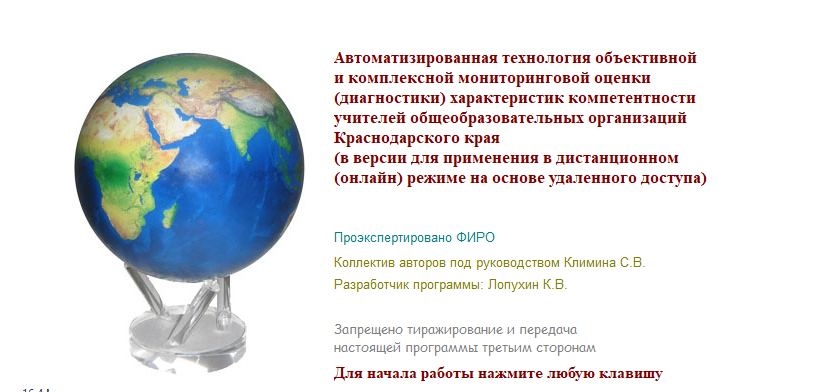 Автоматизированная технология объективной
и комплексной мониторинговой оценки
(диагностики) характеристик компетентности
учителей общеобразовательных организаций
Краснодарского края
(в версии для применения в дистанционном
(онлайн) режиме на основе удаленного доступа)
Проэкспертировано ФИРО
Коллектив авторов под руководством Климина С.В.
Разработчик программы: Лопухин К.В.
Запрещено тиражирование и передача
настоящей программы третьим сторонам
Для начала работы нажмите любую клавишу